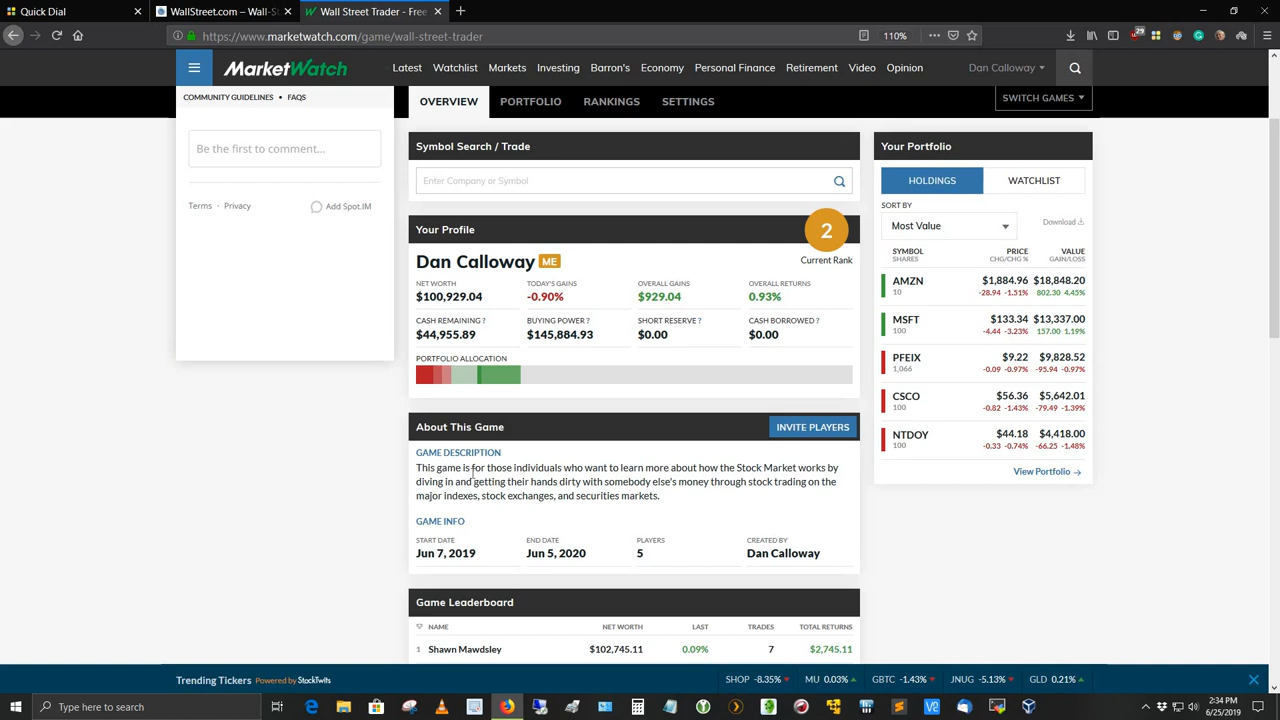 Quick Dial
WallStreet – Wall-St
Wall Street Trader - Free
https://www.marketwatch.com/game/wall-street-trader
110%
29
MarketWatch
Latest Watchlist Markets Investing Barron's Economy Personal Finance Retirement Video Opinion
Dan Calloway
COMMUNITY GUIDELINES • FAQS
Be the first to comment...
Terms · Privacy
Add Spot.IM
OVERVIEW PORTFOLIO RANKINGS SETTINGS
SWITCH GAMES
Symbol Search / Trade
Enter Company or Symbol
Your Profile
2
Current Rank
Dan Calloway ME
NET WORTH TODAY'S GAINS OVERALL GAINS OVERALL RETURNS
$100,929.04 -0.90% $929.04 0.93%
CASH REMAINING ? BUYING POWER ? SHORT RESERVE ? CASH BORROWED ?
$44,955.89 $145,884.93 $0.00 $0.00
PORTFOLIO ALLOCATION
About This Game
INVITE PLAYERS
GAME DESCRIPTION
This game is for those individuals who want to learn more about how the Stock Market works by
diving in and getting their hands dirty with somebody else's money through stock trading on the
major indexes, stock exchanges, and securities markets.
GAME INFO
START DATE END DATE PLAYERS CREATED BY
Jun 7, 2019 Jun 5, 2020 5 Dan Calloway
Game Leaderboard
NAME NET WORTH LAST TRADES TOTAL RETURNS
1 Shawn Mawdsley $102,745.11 0.09% 7 $2,745.11
Your Portfolio
HOLDINGS WATCHLIST
SORT BY
Most Value
Download
SYMBOL PRICE VALUE
SHARES CHG/CHG % GAIN/LOSS
AMZN $1,884.96 $18,848.20
10 -28.94 -1.51% 802.30 4.45%
MSFT $133.34 $13,337.00
100 -4.44 -3.23% 157.00 1.19%
PFEIX $9.22 $9,828.52
1,066 -0.09 -0.97% -95.94 -0.97%
CSCO $56.36 $5,642.01
100 -0.82 -1.43% -79.49 -1.39%
NTDOY $44.18 $4,418.00
100 -0.33 -0.74% -66.25 -1.48%
View Portfolio →
Trending Tickers Powered by StockTwits
SHOP -8.35% MU 0.03% GBTC -1.43% JNUG -5.13% GLD 0.21%
Type here to search
2:34 PM
6/25/2019